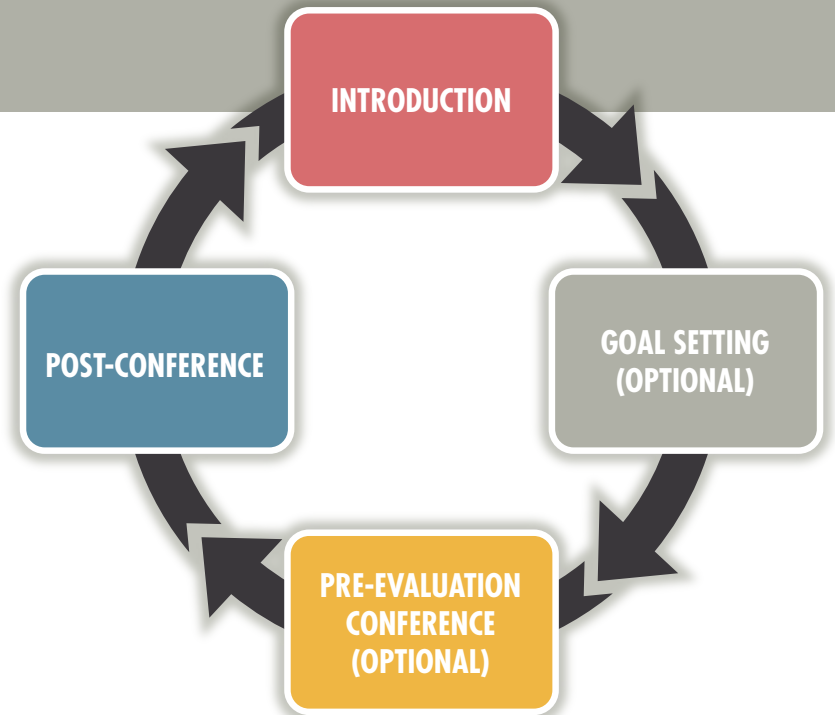 INTRODUCTION
GOAL SETTING
(OPTIONAL)
PRE-EVALUATION
CONFERENCE
(OPTIONAL)
POST-CONFERENCE